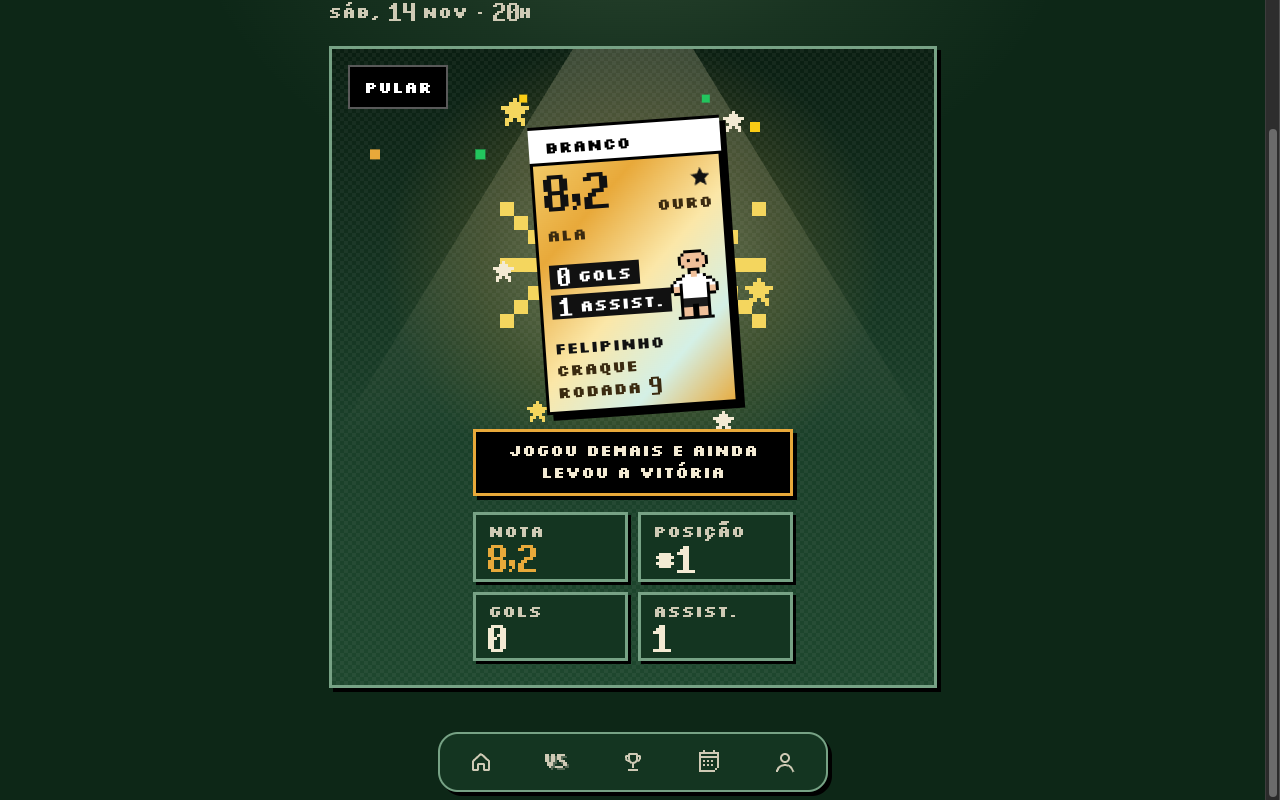 SÁB, 14 NOV · 20H
PULAR
BRANCO
8,2
OURO
ALA
0 GOLS
1 ASSIST.
FELIPINHO
CRAQUE
RODADA 9
JOGOU DEMAIS E AINDA
LEVOU A VITÓRIA
NOTA
8,2
POSIÇÃO
#1
GOLS
0
ASSIST.
1
VS